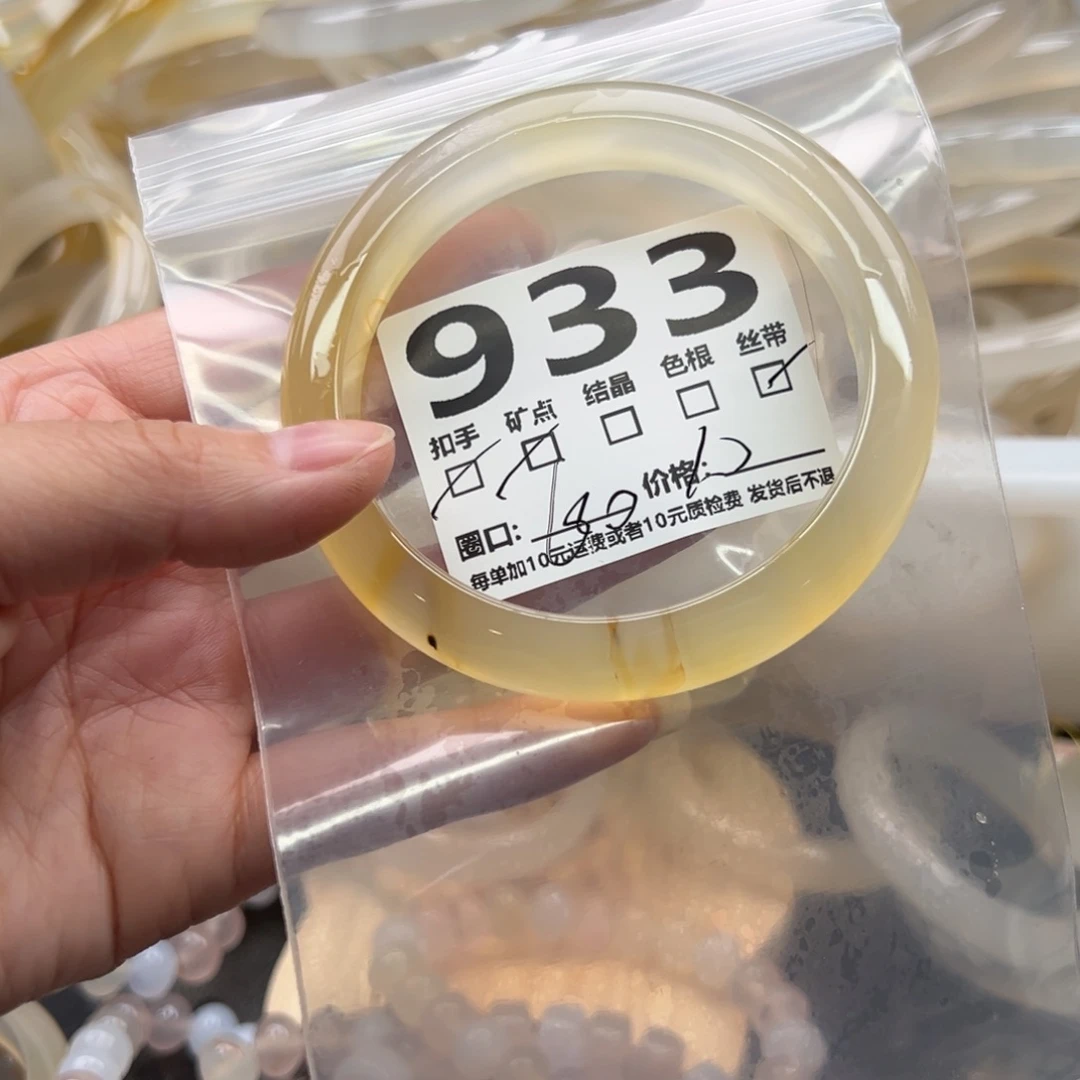 933
扣手 矿点 结晶 色根 丝带
圈口: 价格:
每单加10元运费或者10元质检费 发货后不退